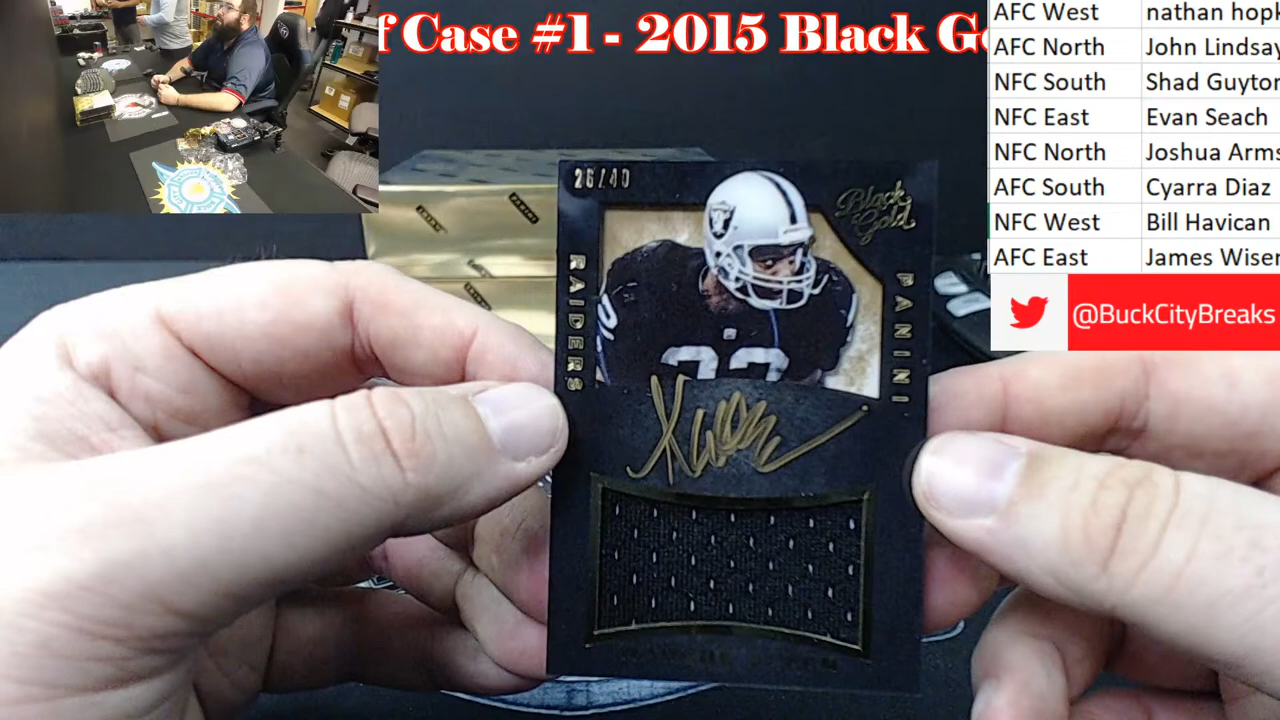 f Case #1 - 2015 Black Go
AFC West nathan hopk
AFC North John Lindsay
NFC South Shad Guyton
NFC East Evan Seach
NFC North Joshua Arms
AFC South Cyarra Diaz
NFC West Bill Havican
AFC East James Wiser
@BuckCityBreaks
26/40
Black Gold
RAIDERS
PANINI